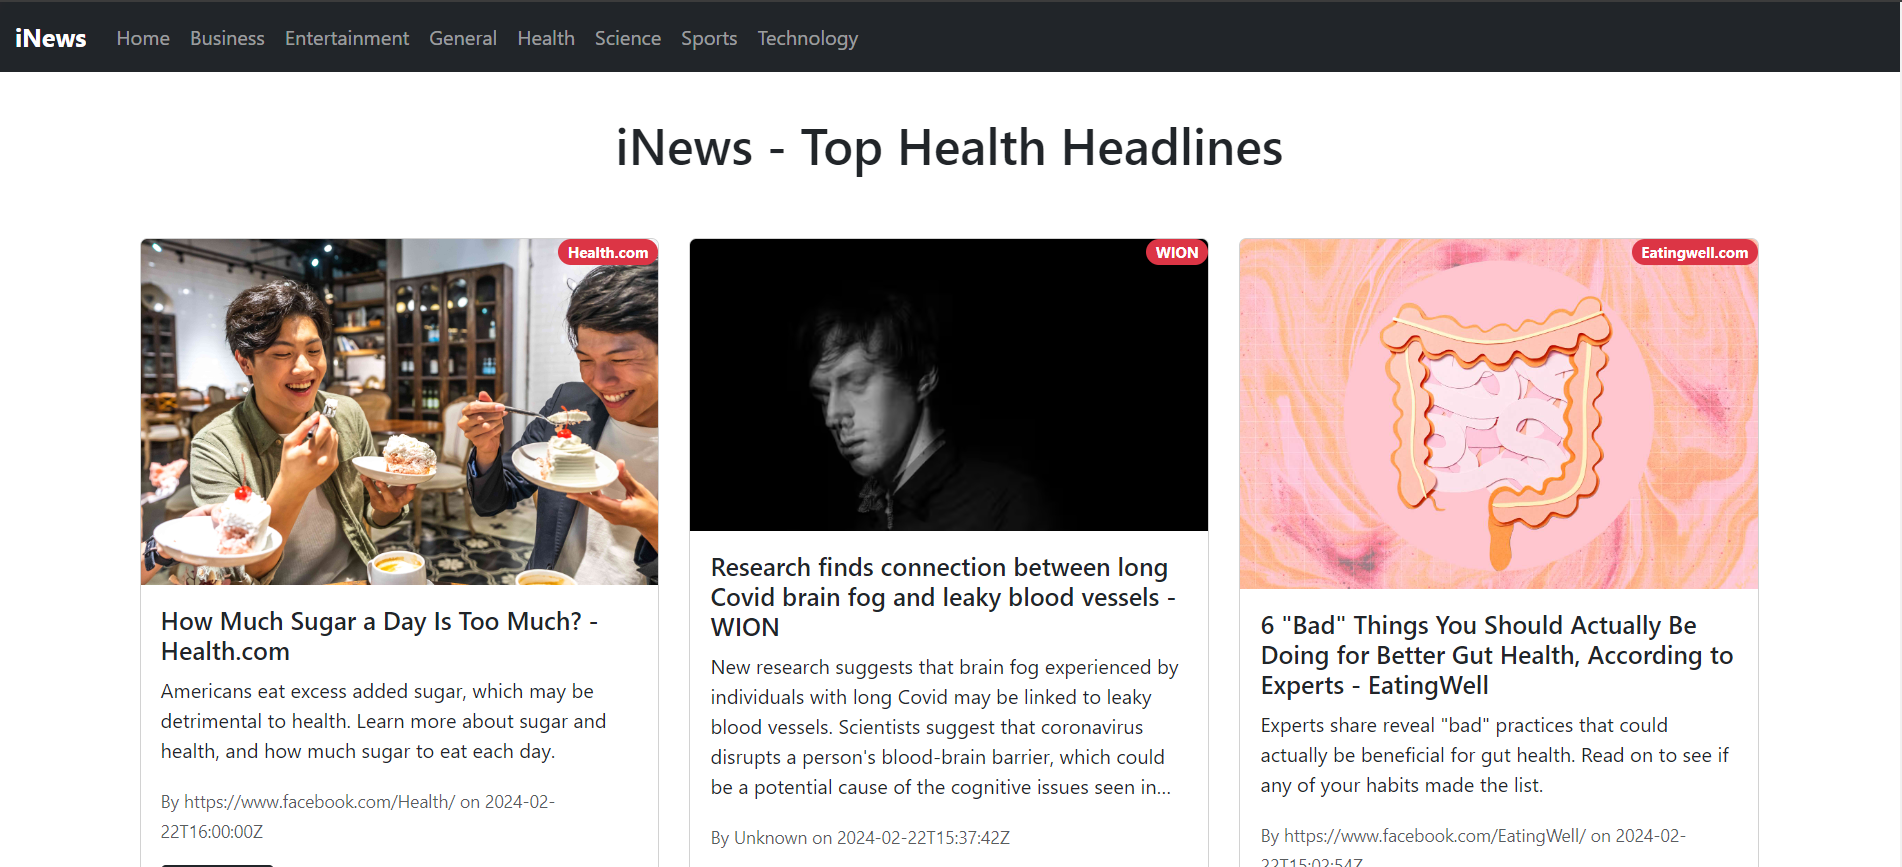 iNews Home Business Entertainment General Health Science Sports Technology
iNews - Top Health Headlines
Health.com
How Much Sugar a Day Is Too Much? -
Health.com
Americans eat excess added sugar, which may be
detrimental to health. Learn more about sugar and
health, and how much sugar to eat each day.
By https://www.facebook.com/Health/ on 2024-02-
22T16:00:00Z
WION
Research finds connection between long
Covid brain fog and leaky blood vessels -
WION
New research suggests that brain fog experienced by
individuals with long Covid may be linked to leaky
blood vessels. Scientists suggest that coronavirus
disrupts a person's blood-brain barrier, which could
be a potential cause of the cognitive issues seen in...
By Unknown on 2024-02-22T15:37:42Z
Eatingwell.com
6 "Bad" Things You Should Actually Be
Doing for Better Gut Health, According to
Experts - EatingWell
Experts share reveal "bad" practices that could
actually be beneficial for gut health. Read on to see if
any of your habits made the list.
By https://www.facebook.com/EatingWell/ on 2024-02-
22T15:02:54Z